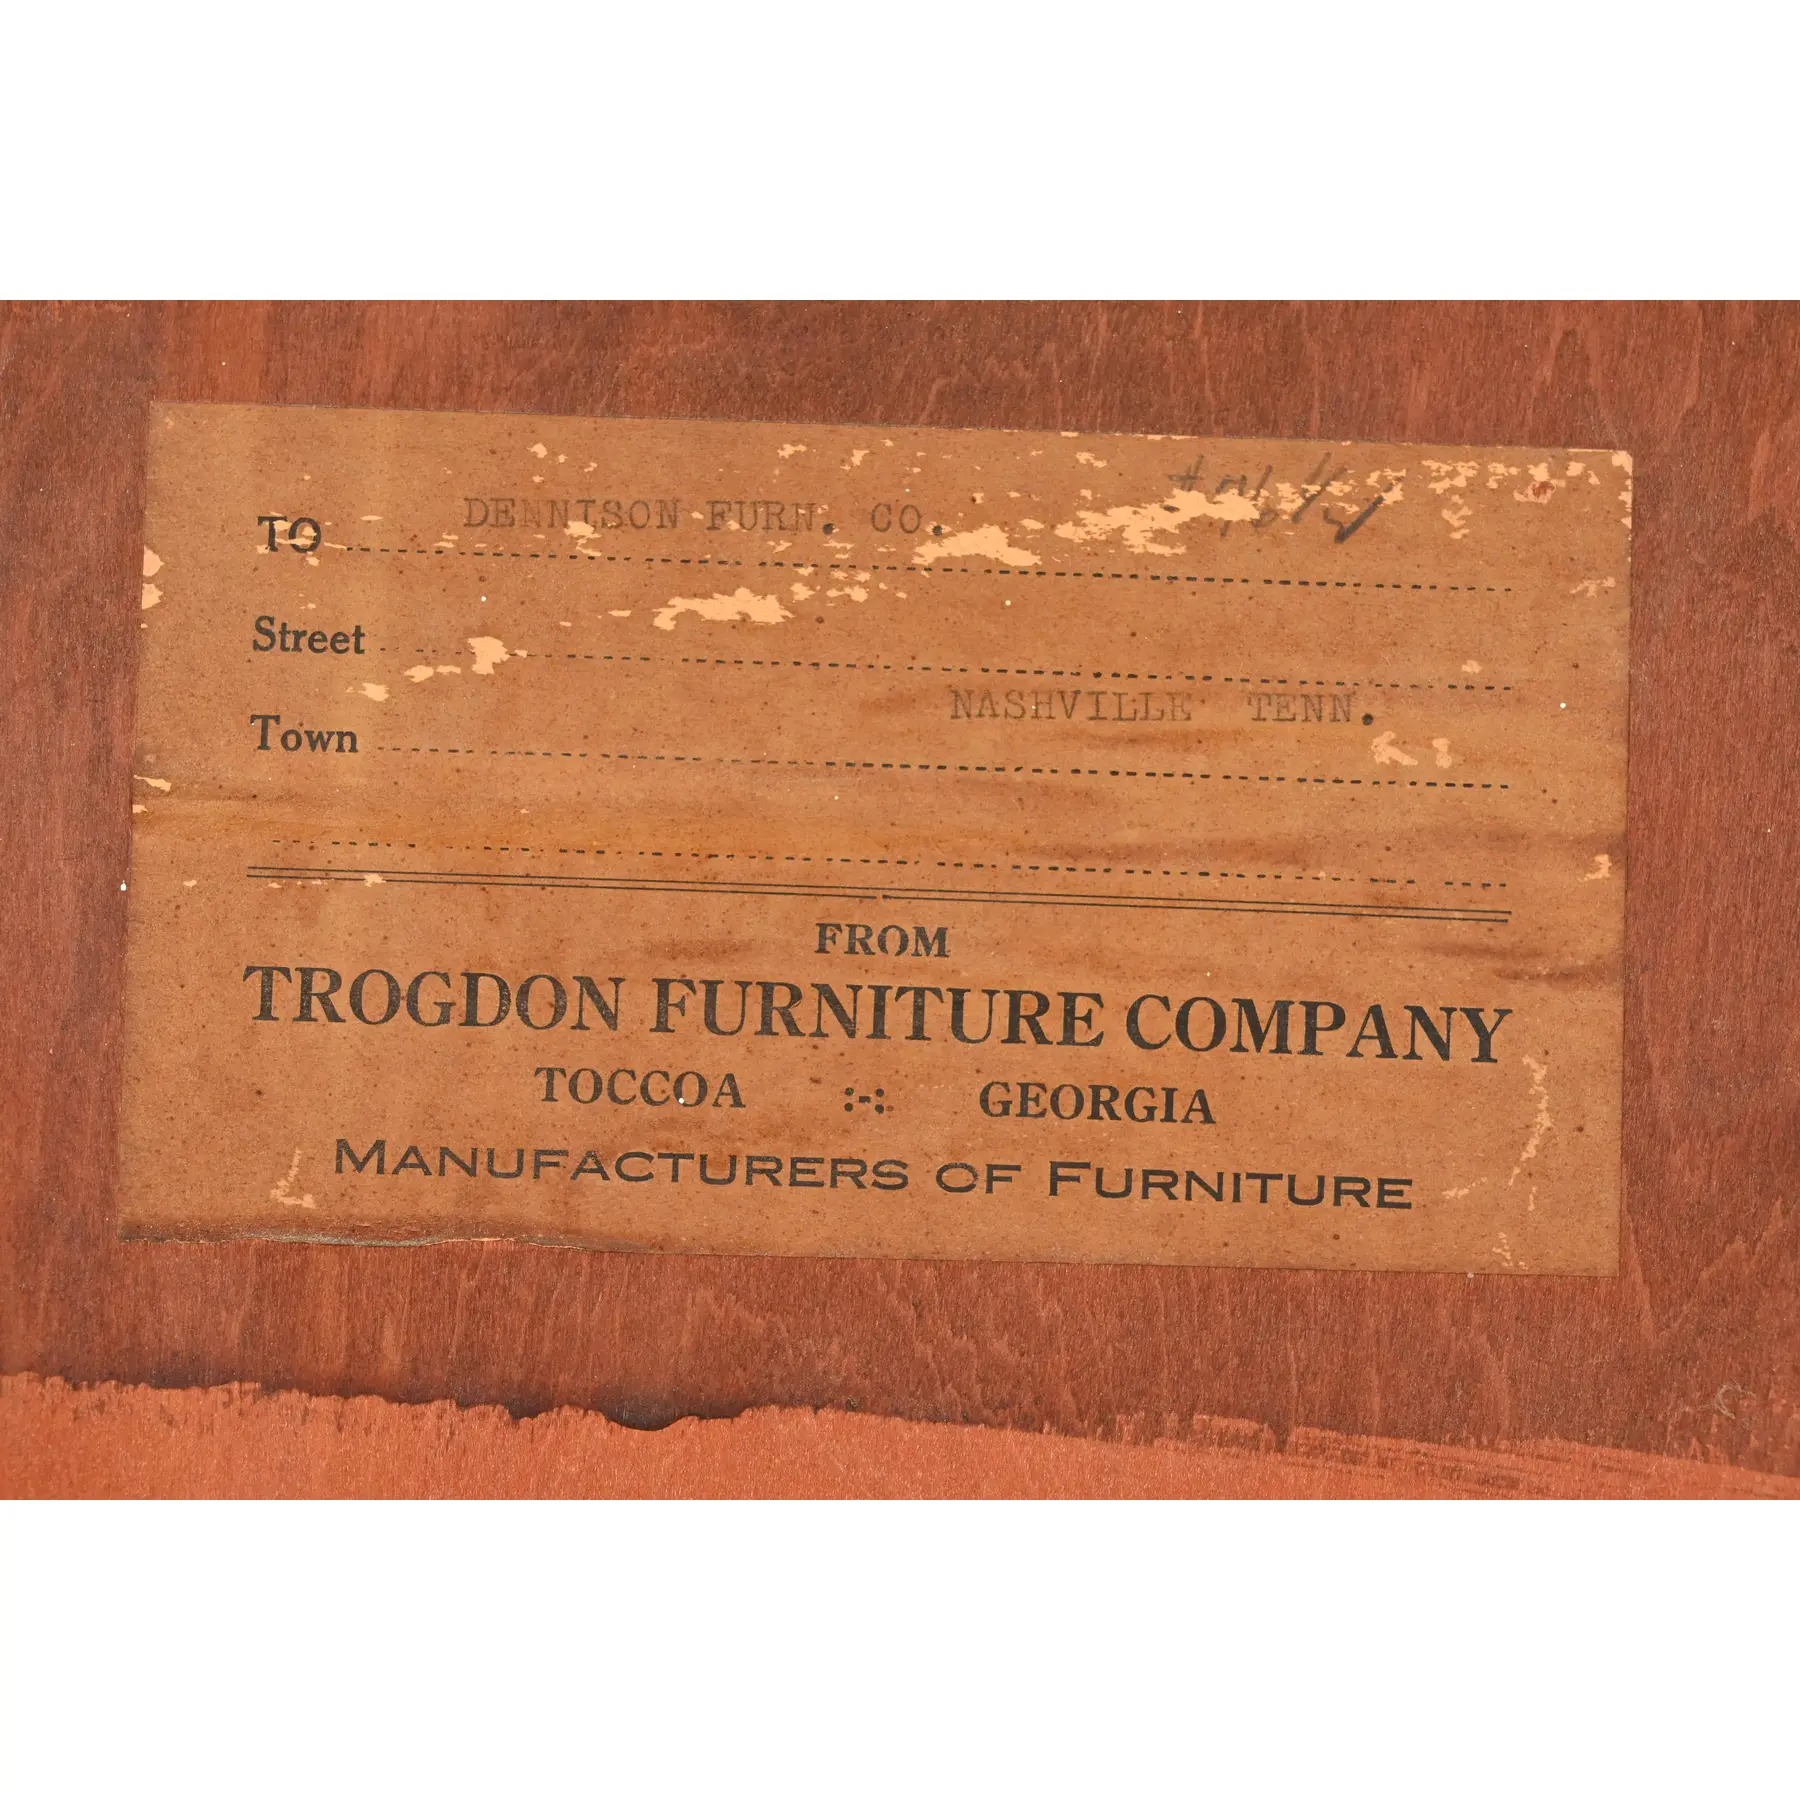 TO DENNISON FURN. CO.
Street
Town NASHVILLE TENN.
FROM
TROGDON FURNITURE COMPANY
TOCCOA :-: GEORGIA
MANUFACTURERS OF FURNITURE